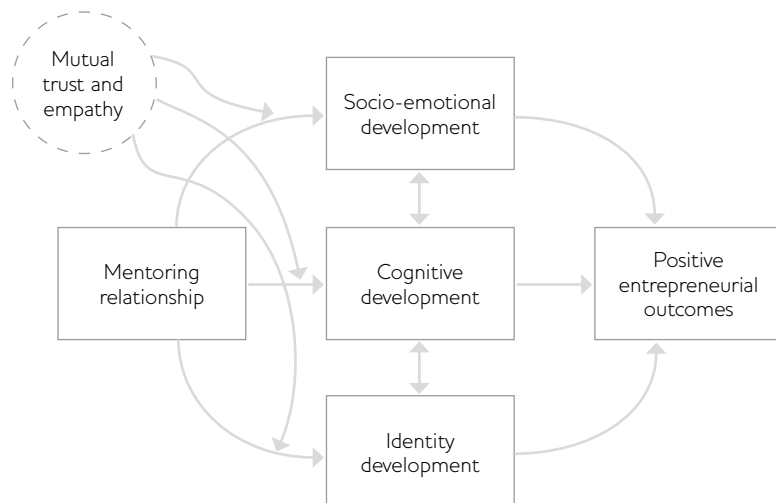 Mutual
trust and
empathy
Socio-emotional
development
Mentoring
relationship
Cognitive
development
Positive
entrepreneurial
outcomes
Identity
development